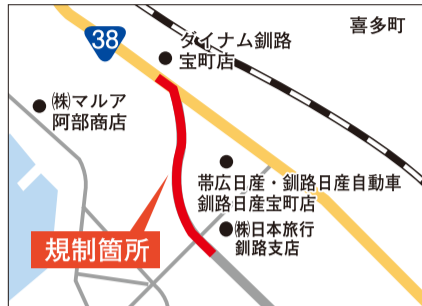 喜多町
38
ダイナム釧路
宝町店
㈱マルア
阿部商店
帯広日産・釧路日産自動車
釧路日産宝町店
㈱日本旅行
釧路支店
規制箇所